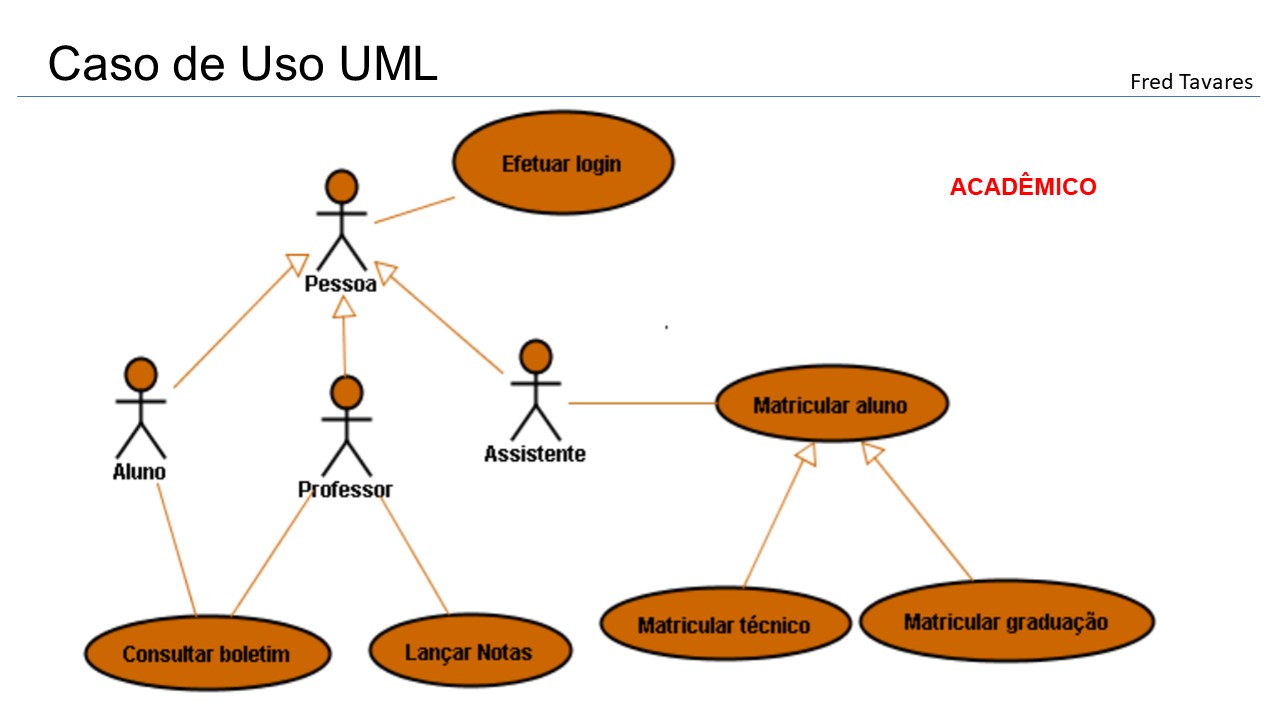 Caso de Uso UML
Fred Tavares
Efetuar login
ACADÊMICO
Pessoa
Aluno
Professor
Assistente
Matricular aluno
Consultar boletim
Lançar Notas
Matricular técnico
Matricular graduação